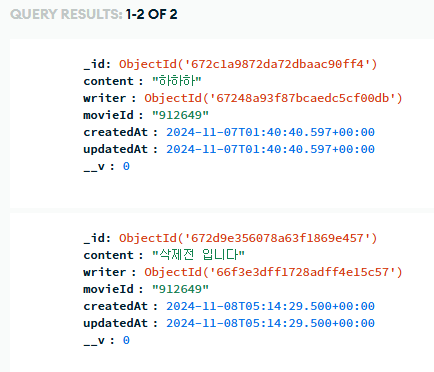 QUERY RESULTS: 1-2 OF 2
_id: ObjectId('672c1a9872da72dbaac90ff4')
content : "하하하"
writer : ObjectId('67248a93f87bcaedc5cf00db')
movieId : "912649"
createdAt : 2024-11-07T01:40:40.597+00:00
updatedAt : 2024-11-07T01:40:40.597+00:00
__v : 0
_id: ObjectId('672d9e356078a63f1869e457')
content : "삭제전 입니다"
writer : ObjectId('66f3e3dff1728adff4e15c57')
movieId : "912649"
createdAt : 2024-11-08T05:14:29.500+00:00
updatedAt : 2024-11-08T05:14:29.500+00:00
__v : 0